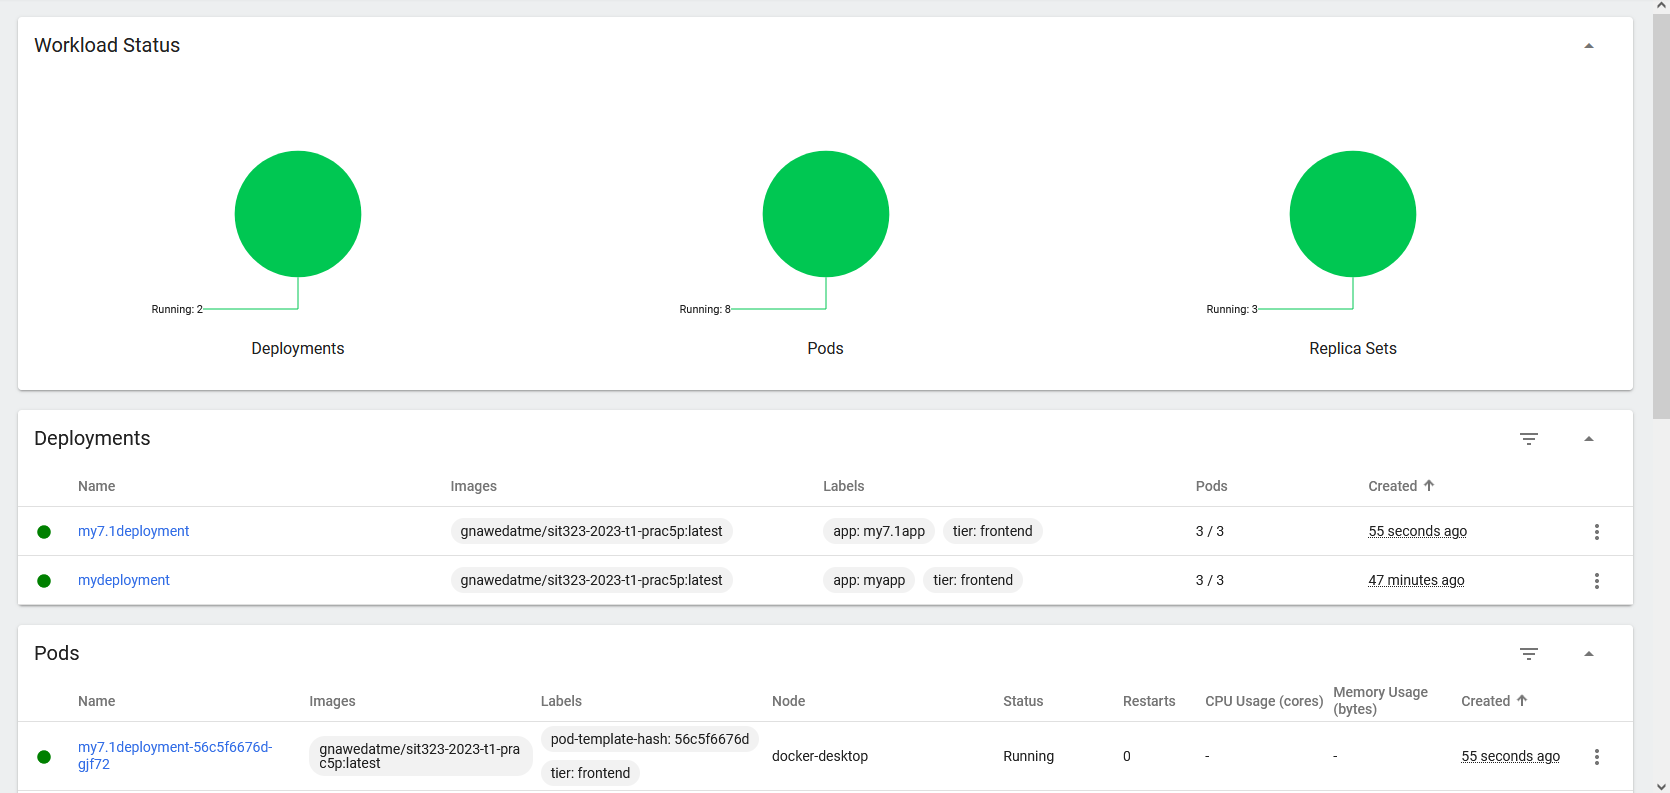 Workload Status
Running: 2
Running: 8
Running: 3
Deployments
Pods
Replica Sets
Deployments
Name Images Labels Pods Created
my7.1deployment gnawedatme/sit323-2023-t1-prac5p:latest app: my7.1app tier: frontend 3 / 3 55 seconds ago
mydeployment gnawedatme/sit323-2023-t1-prac5p:latest app: myapp tier: frontend 3 / 3 47 minutes ago
Pods
Name Images Labels Node Status Restarts CPU Usage (cores) Memory Usage (bytes) Created
my7.1deployment-56c5f6676d-
gjf72
gnawedatme/sit323-2023-t1-pra
c5p:latest
pod-template-hash: 56c5f6676d
tier: frontend
docker-desktop Running 0 - - 55 seconds ago